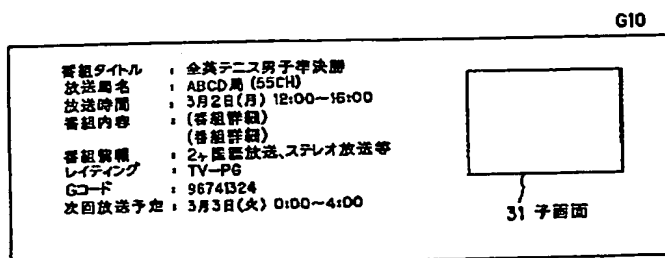 G10
番組タイトル : 全英テニス男子準決勝
放送局名 : ABCD局 (55CH)
放送時間 : 3月2日(月) 12:00〜16:00
番組内容 : (番組詳細)
(番組詳細)
番組情報 : 2ヶ国語放送、ステレオ放送等
レイティング : TV-PG
Gコード : 96741324
次回放送予定 : 3月3日(火) 0:00〜4:00
31 子画面